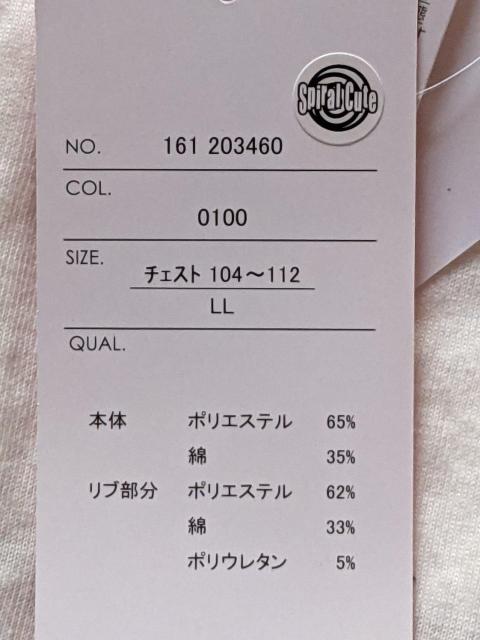 Spiral Cute
NO. 161 203460
COL.
0100
SIZE.
チェスト 104～112
LL
QUAL.
本体 ポリエステル 65%
綿 35%
リブ部分 ポリエステル 62%
綿 33%
ポリウレタン 5%